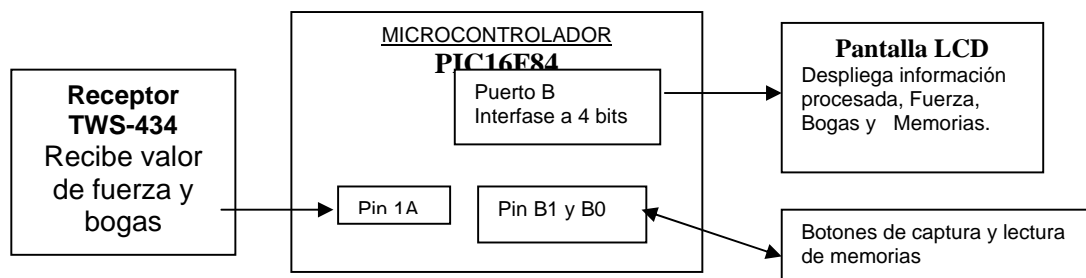 Receptor
TWS-434
Recibe valor
de fuerza y
bogas
MICROCONTROLADOR
PIC16F84
Puerto B
Interfase a 4 bits
Pin 1A
Pin B1 y B0
Pantalla LCD
Despliega información
procesada, Fuerza,
Bogas y Memorias.
Botones de captura y lectura
de memorias